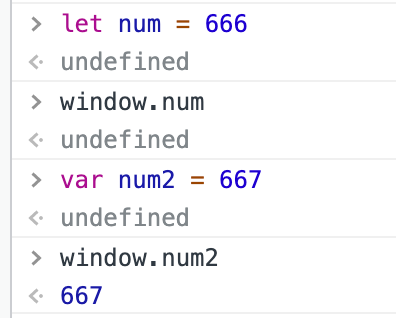 > let num = 666
< undefined
> window.num
< undefined
> var num2 = 667
< undefined
> window.num2
< 667